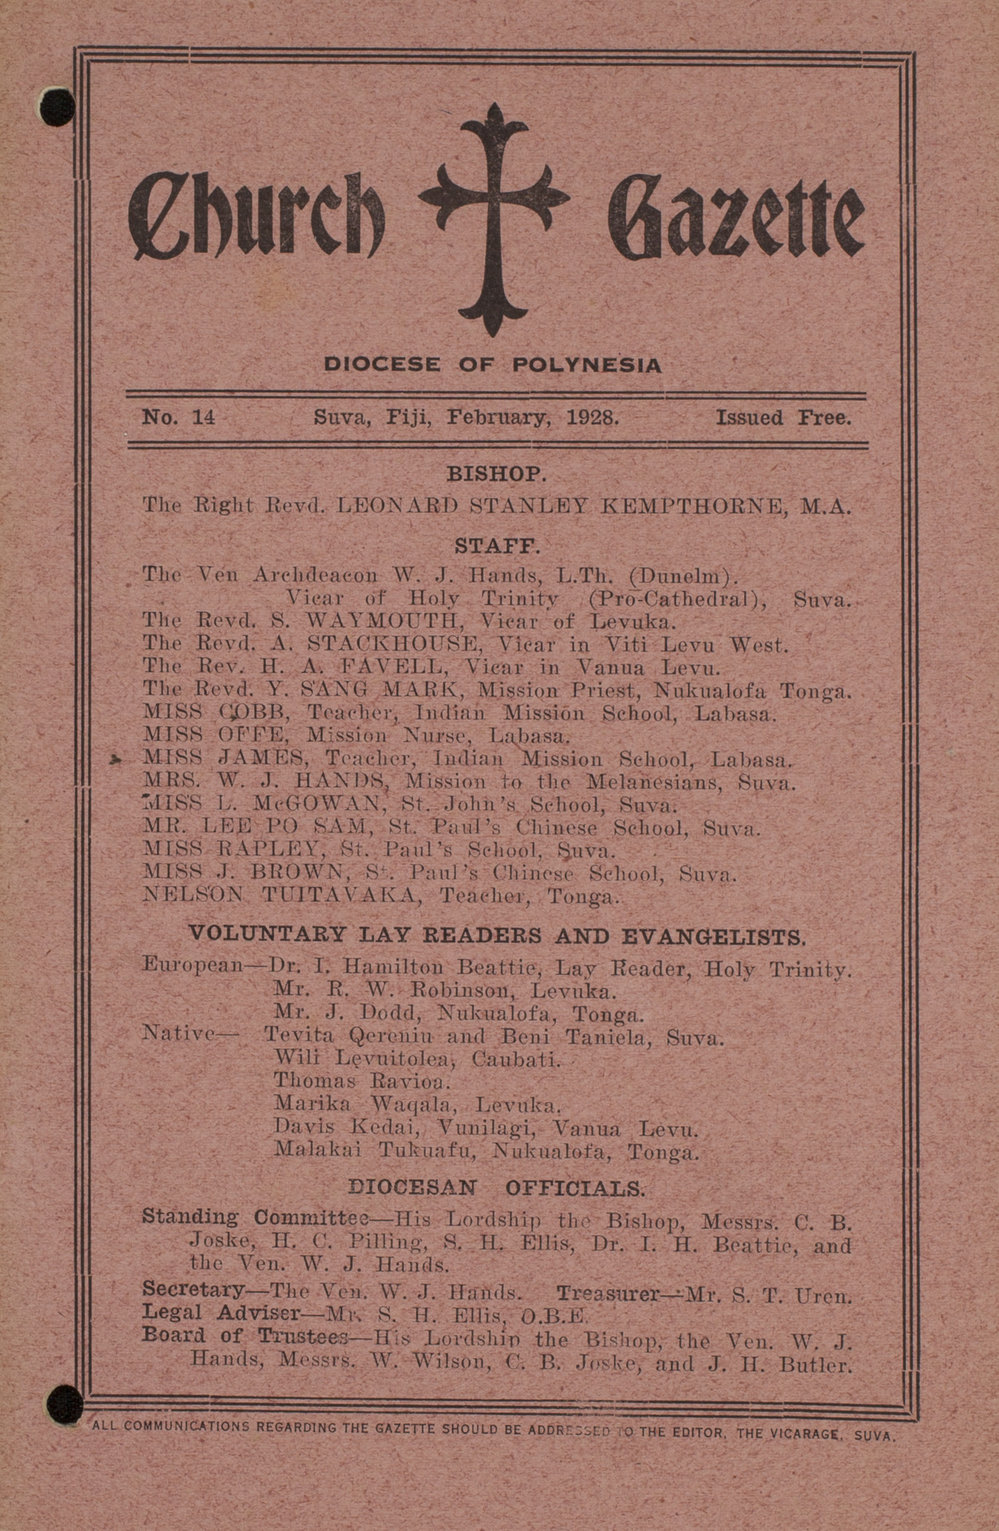 Church Gazette
DIOCESE OF POLYNESIA
No. 14 Suva, Fiji, February, 1928. Issued Free.
BISHOP.
The Right Revd. LEONARD STANLEY KEMPTHORNE, M.A.
STAFF.
The Ven Archdeacon W. J. Hands, L.Th. (Dunelm).
Vicar of Holy Trinity (Pro-Cathedral), Suva.
The Revd. S. WAYMOUTH, Vicar of Levuka.
The Revd. A. STACKHOUSE, Vicar in Viti Levu West.
The Rev. H. A. FAVELL, Vicar in Vanua Levu.
The Revd. Y. SANG MARK, Mission Priest, Nukualofa Tonga.
MISS COBB, Teacher, Indian Mission School, Labasa.
MISS OFFE, Mission Nurse, Labasa.
MISS JAMES, Teacher, Indian Mission School, Labasa.
MRS. W. J. HANDS, Mission to the Melanesians, Suva.
MISS L. McGOWAN, St. John's School, Suva.
MR. LEE PO SAM, St. Paul's Chinese School, Suva.
MISS RAPLEY, St. Paul's School, Suva.
MISS J. BROWN, St. Paul's Chinese School, Suva.
NELSON TUITAVAKA, Teacher, Tonga.
VOLUNTARY LAY READERS AND EVANGELISTS.
European—Dr. I. Hamilton Beattie, Lay Reader, Holy Trinity.
Mr. R. W. Robinson, Levuka.
Mr. J. Dodd, Nukualofa, Tonga.
Native— Tevita Qereniu and Beni Taniela, Suva.
Wili Levuitolea, Caubati.
Thomas Ravioa.
Marika Waqala, Levuka.
Davis Kedai, Vunilagi, Vanua Levu.
Malakai Tukuafu, Nukualofa, Tonga.
DIOCESAN OFFICIALS.
Standing Committee—His Lordship the Bishop, Messrs. C. B.
Joske, H. C. Pilling, S. H. Ellis, Dr. I. H. Beattie, and
the Ven. W. J. Hands.
Secretary—The Ven. W. J. Hands. Treasurer—Mr. S. T. Uren.
Legal Adviser—Mr. S. H. Ellis, O.B.E.
Board of Trustees—His Lordship the Bishop, the Ven. W. J.
Hands, Messrs. W. Wilson, C. B. Joske, and J. H. Butler.
ALL COMMUNICATIONS REGARDING THE GAZETTE SHOULD BE ADDRESSED TO THE EDITOR, THE VICARAGE, SUVA.